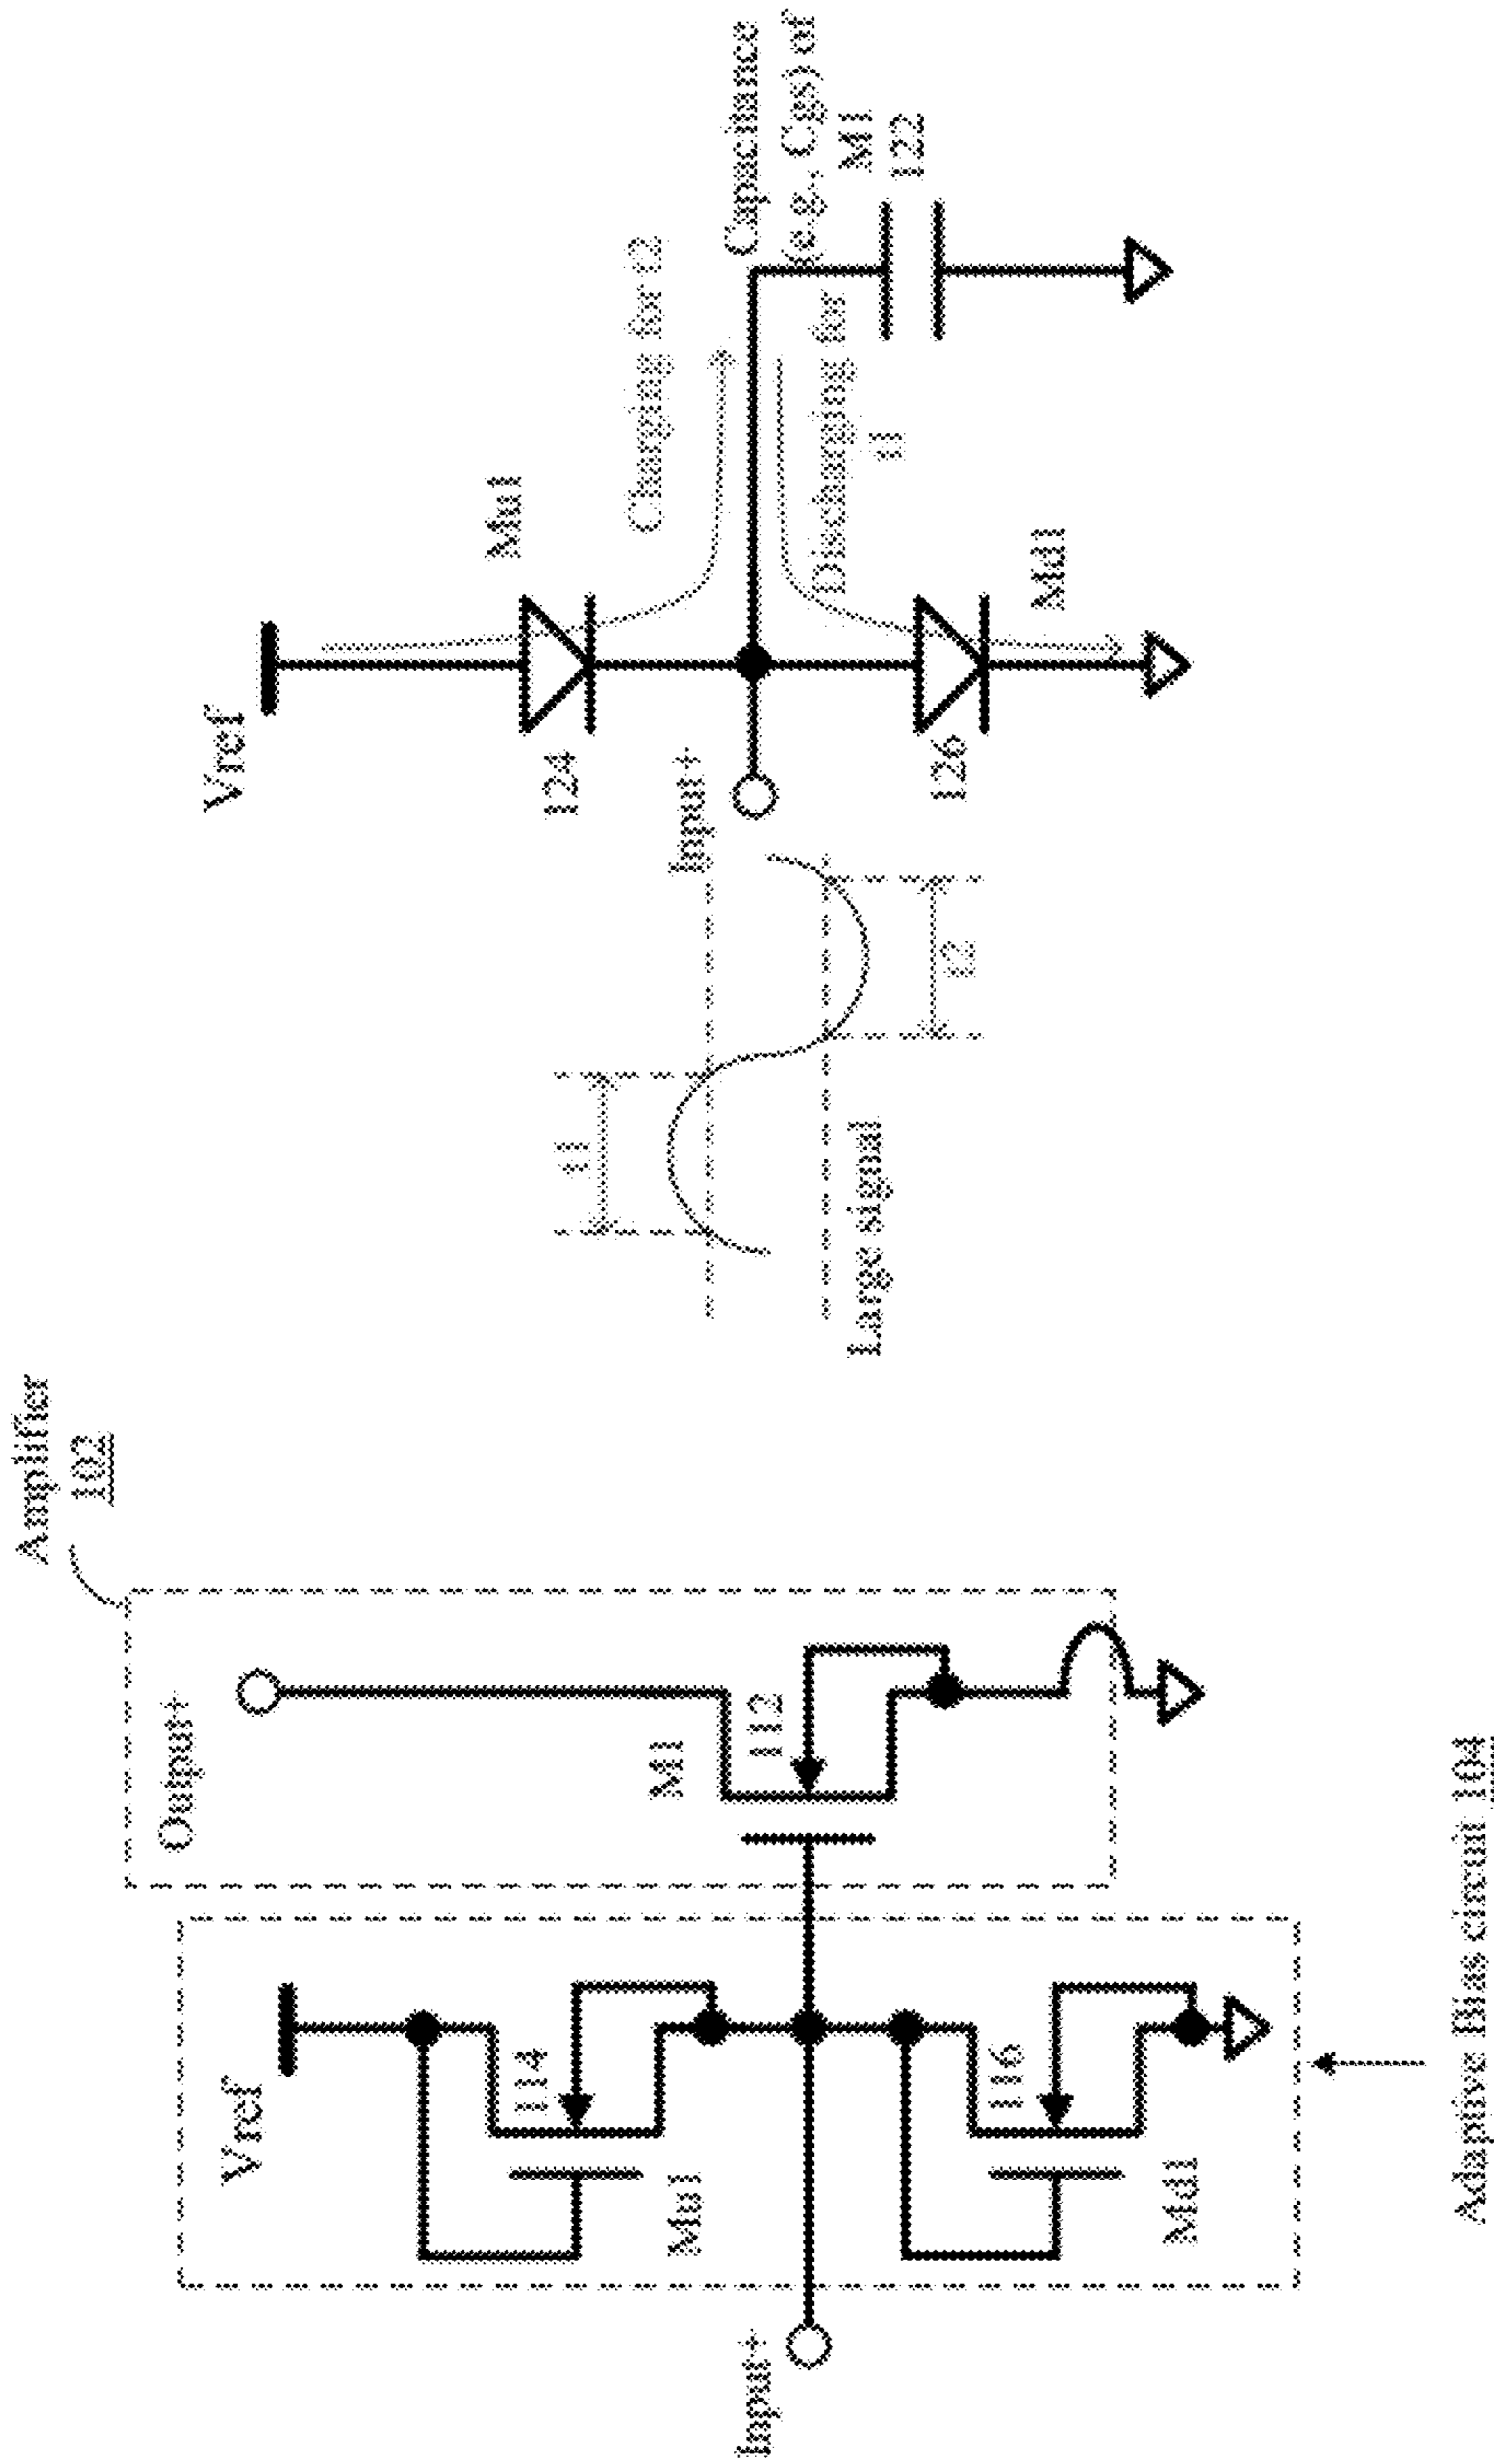 Amplifier
102
Output+
Vref
M1
112
114
Mu1
Input+
116
Md1
Adaptive Bias circuit 104
Vref
Mu1
124
Charging for t2
Capacitance
(e.g., Cgs) of
M1
122
t1
Input+
Discharging for
t1
t2
Large signal
126
Md1